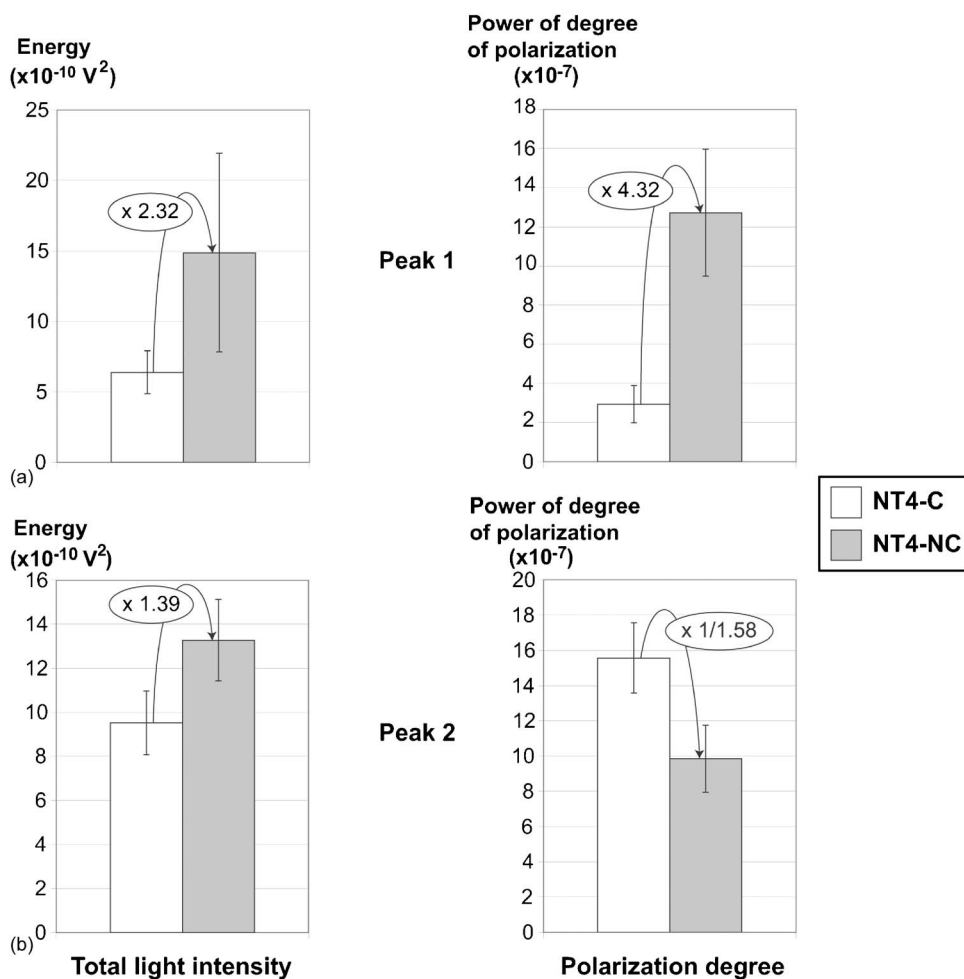 Energy
(x10⁻¹⁰ V²)
25
20
15
10
5
0
x 2.32
(a)
Peak 1
Power of degree
of polarization
(x10⁻⁷)
18
16
14
12
10
8
6
4
2
0
x 4.32
NT4-C
NT4-NC
Energy
(x10⁻¹⁰ V²)
16
14
12
10
8
6
4
2
0
x 1.39
(b)
Total light intensity
Peak 2
Power of degree
of polarization
(x10⁻⁷)
20
18
16
14
12
10
8
6
4
2
0
x 1/1.58
Polarization degree